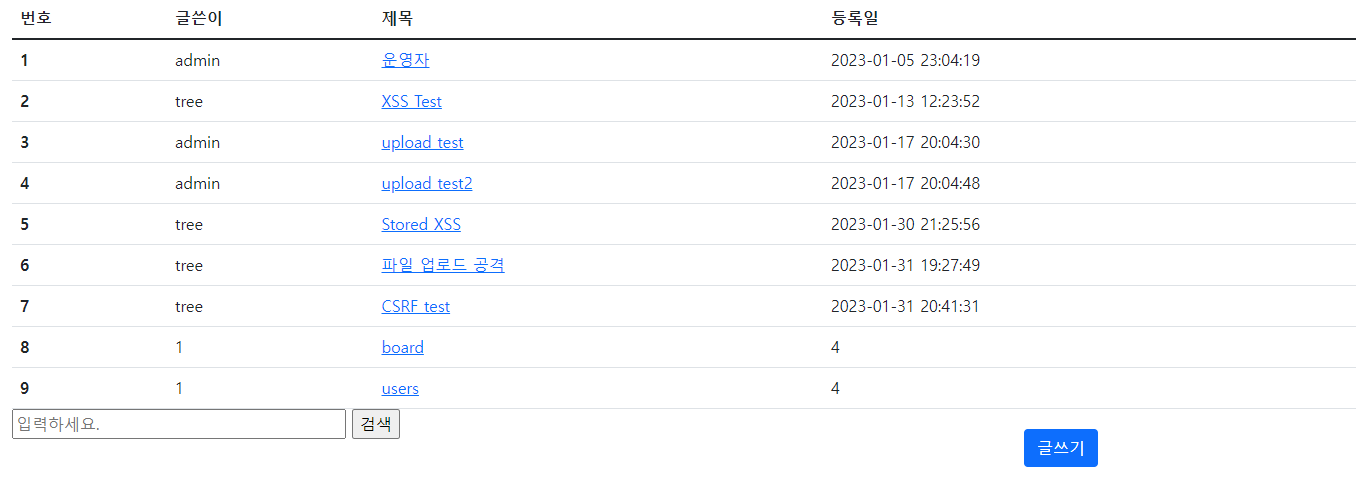 번호 글쓴이 제목 등록일
1 admin 운영자 2023-01-05 23:04:19
2 tree XSS Test 2023-01-13 12:23:52
3 admin upload test 2023-01-17 20:04:30
4 admin upload test2 2023-01-17 20:04:48
5 tree Stored XSS 2023-01-30 21:25:56
6 tree 파일 업로드 공격 2023-01-31 19:27:49
7 tree CSRF test 2023-01-31 20:41:31
8 1 board 4
9 1 users 4
입력하세요. 검색
글쓰기